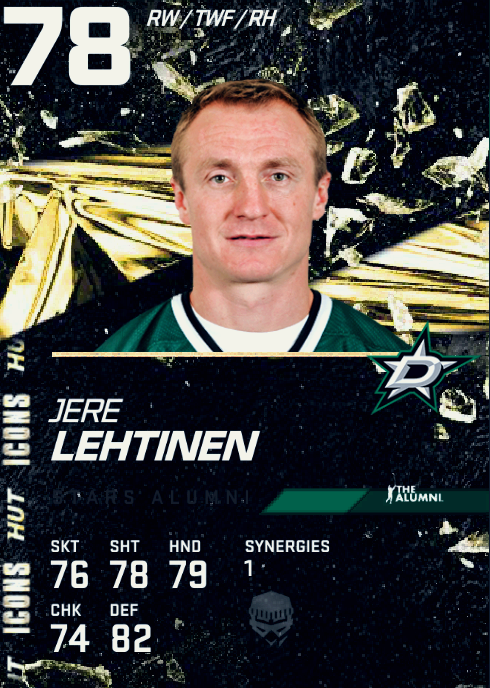 78
RW / TWF / RH
JERE
LEHTINEN
STARS ALUMNI
THE
ALUMNI.
SKT SHT HND SYNERGIES
76 78 79 1
CHK DEF
74 82
ICONS HUT
ICONS HUT
D